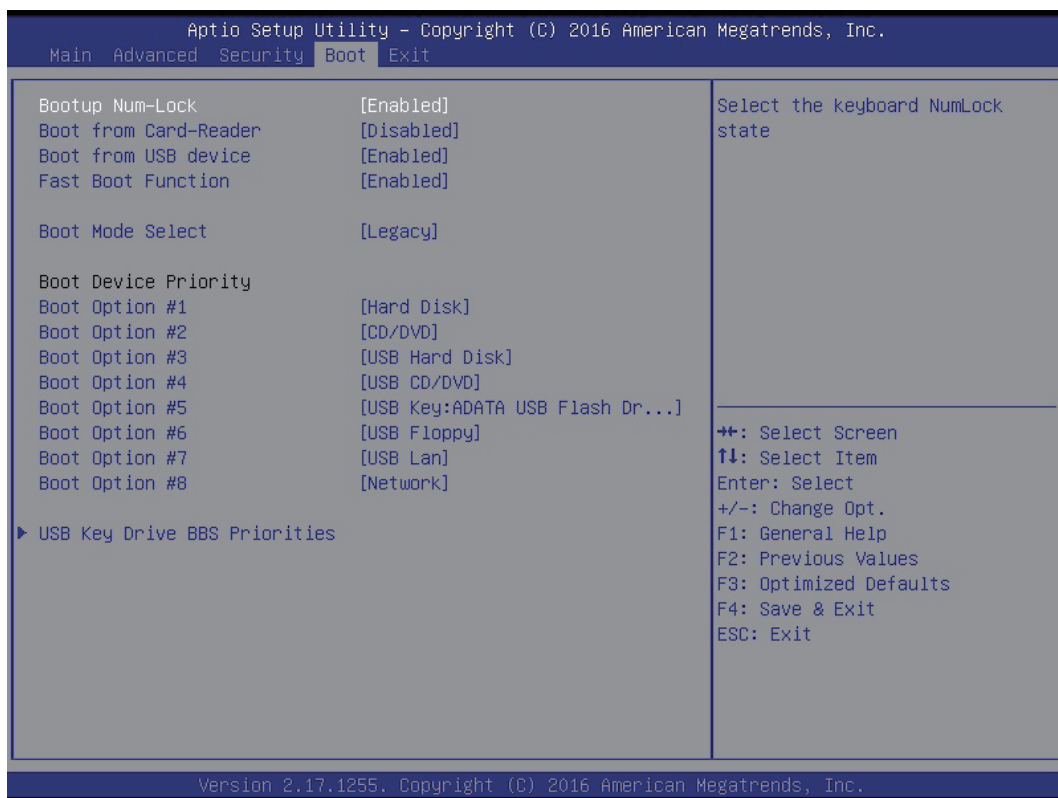 Aptio Setup Utility – Copyright (C) 2016 American Megatrends, Inc.
Main Advanced Security Boot Exit
Bootup Num-Lock [Enabled]
Boot from Card-Reader [Disabled]
Boot from USB device [Enabled]
Fast Boot Function [Enabled]
Boot Mode Select [Legacy]
Boot Device Priority
Boot Option #1 [Hard Disk]
Boot Option #2 [CD/DVD]
Boot Option #3 [USB Hard Disk]
Boot Option #4 [USB CD/DVD]
Boot Option #5 [USB Key:ADATA USB Flash Dr...]
Boot Option #6 [USB Floppy]
Boot Option #7 [USB Lan]
Boot Option #8 [Network]
USB Key Drive BBS Priorities
Select the keyboard NumLock
state
→←: Select Screen
↑↓: Select Item
Enter: Select
+/-: Change Opt.
F1: General Help
F2: Previous Values
F3: Optimized Defaults
F4: Save & Exit
ESC: Exit
Version 2.17.1255. Copyright (C) 2016 American Megatrends, Inc.